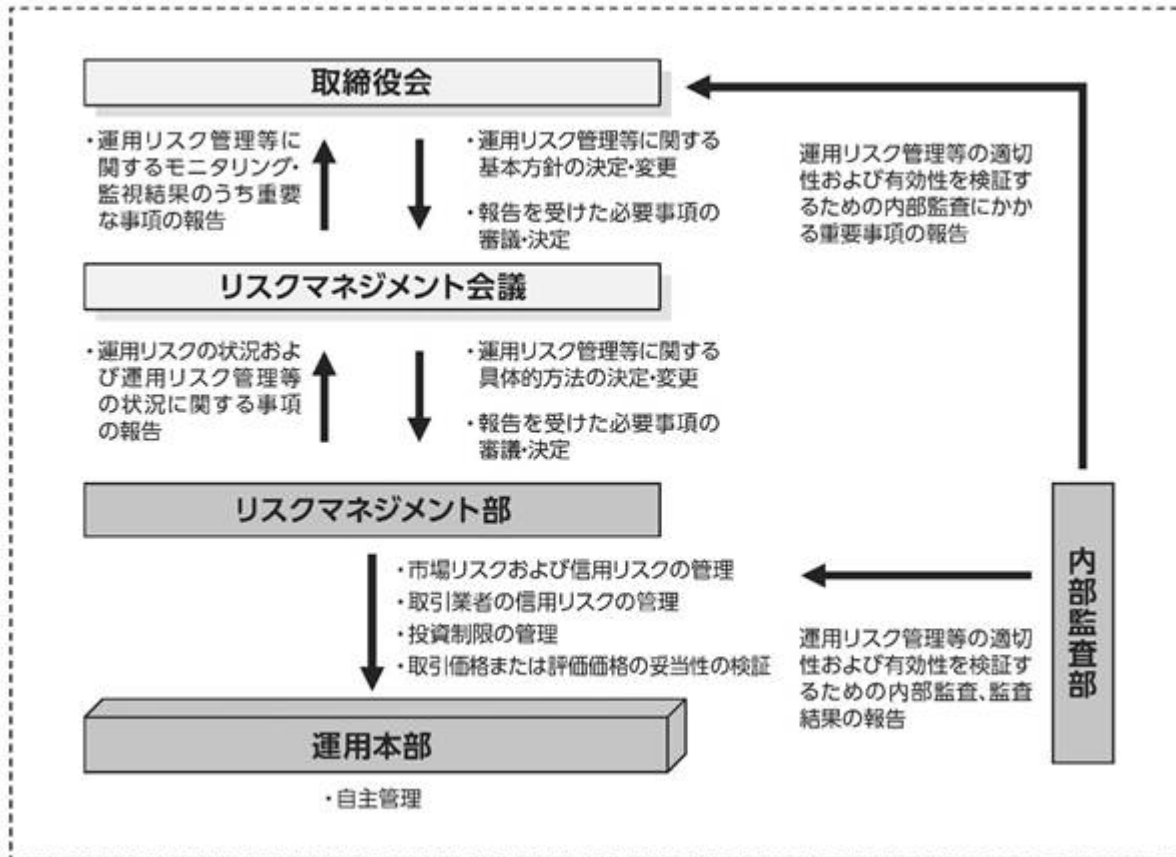 取締役会
・運用リスク管理等に
関するモニタリング・
監視結果のうち重要
な事項の報告
・運用リスク管理等に関する
基本方針の決定・変更
・報告を受けた必要事項の
審議・決定
運用リスク管理等の適切
性および有効性を検証す
るための内部監査にかか
る重要事項の報告
リスクマネジメント会議
・運用リスクの状況およ
び運用リスク管理等
の状況に関する事項
の報告
・運用リスク管理等に関する
具体的方法の決定・変更
・報告を受けた必要事項の
審議・決定
リスクマネジメント部
・市場リスクおよび信用リスクの管理
・取引業者の信用リスクの管理
・投資制限の管理
・取引価格または評価価格の妥当性の検証
内部監査部
運用リスク管理等の適切
性および有効性を検証す
るための内部監査、監査
結果の報告
運用本部
・自主管理